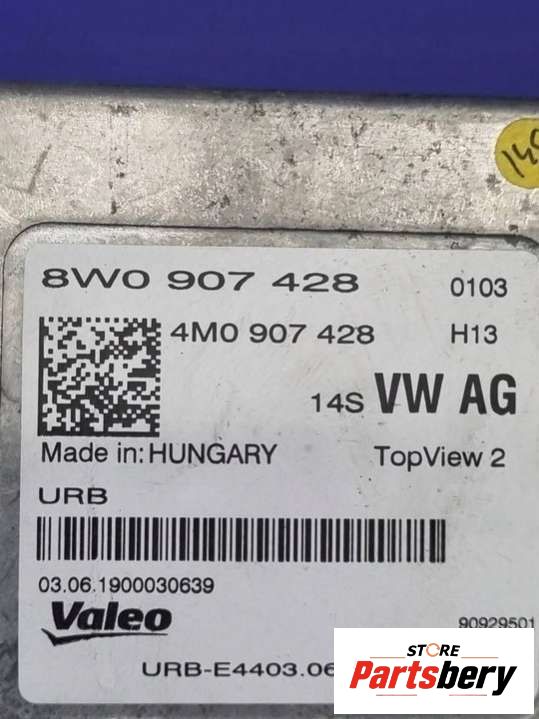 8W0 907 428 0103
4M0 907 428 H13
14S VW AG
Made in: HUNGARY TopView 2
URB
03.06.1900030639
Valeo 90929501
URB-E4403.06
STORE
Partsbery